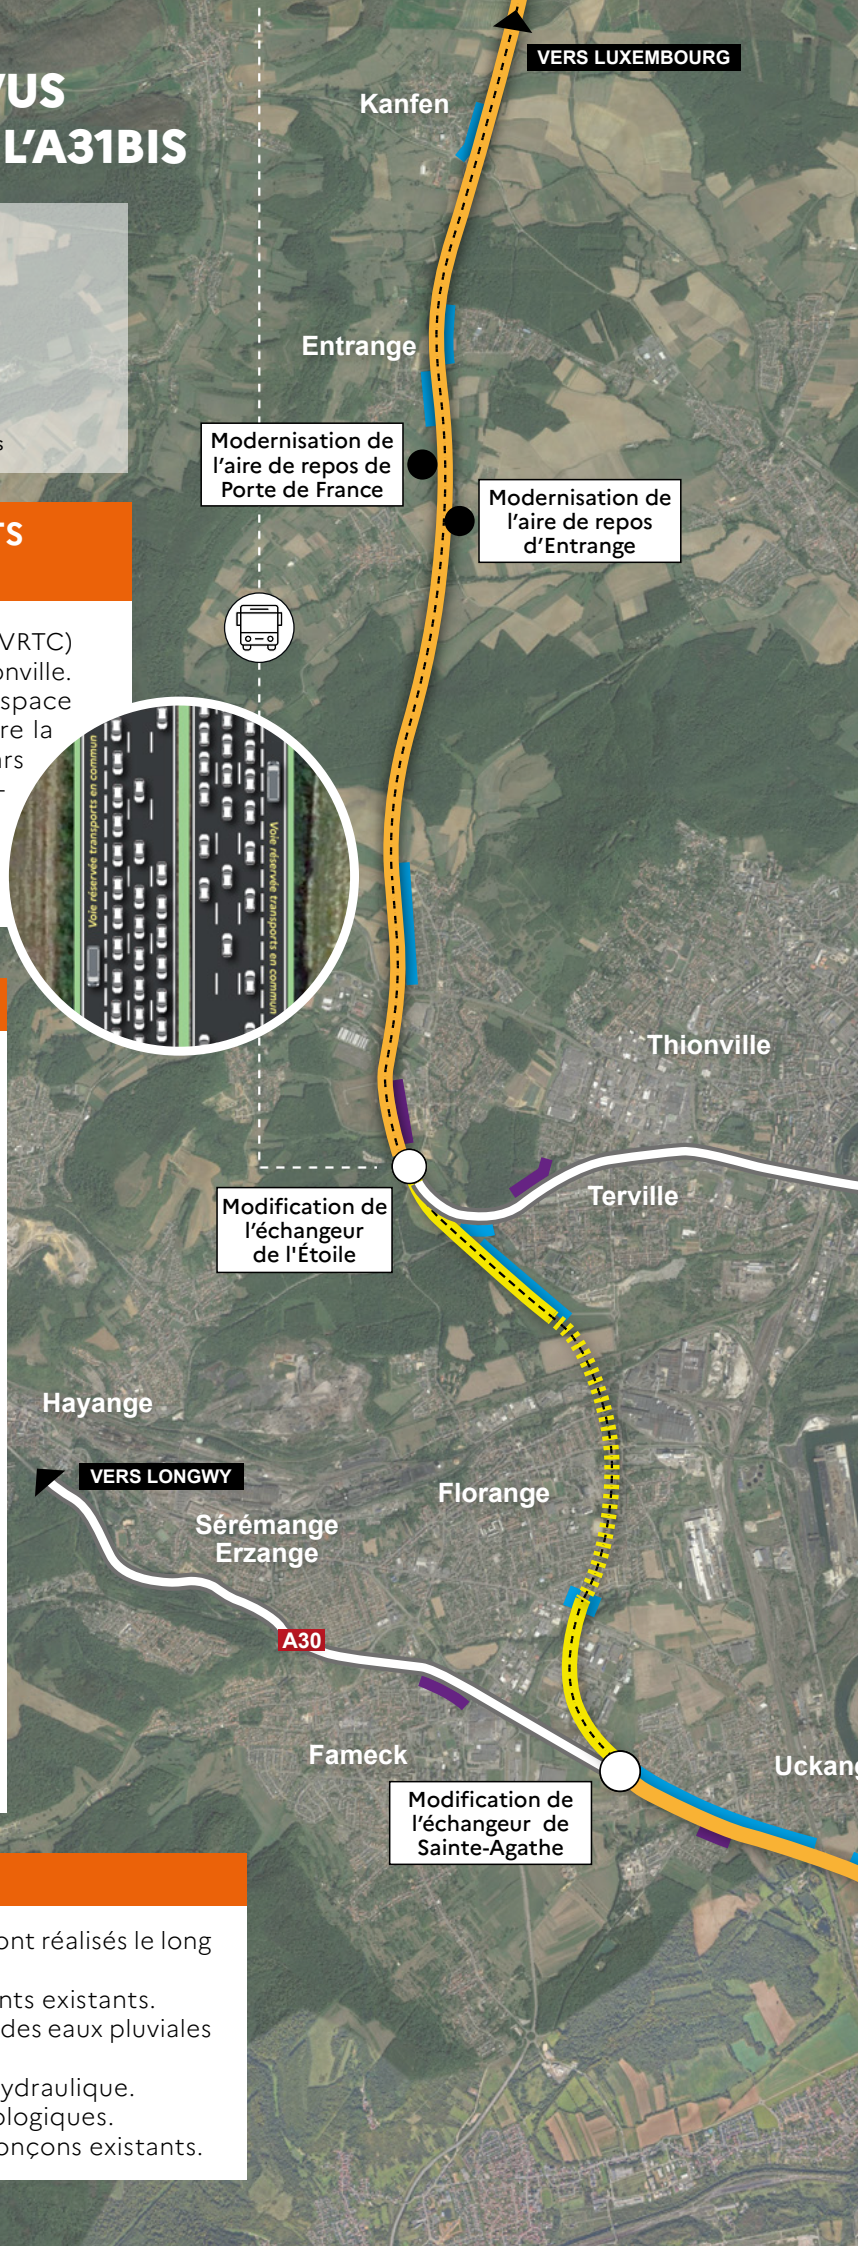 VUS
L'A31BIS
VERS LUXEMBOURG
Kanfen
Entrange
s
Modernisation de
l'aire de repos de
Porte de France
Modernisation de
l'aire de repos
d'Entrange
TS
VRTC)
onville.
space
re la
ars
-
Voie réservée transports en commun
Voie réservée transports en commun
Thionville
Terville
Modification de
l'échangeur
de l'Étoile
Hayange
VERS LONGWY
Florange
Sérémange
Erzange
A30
Fameck
Uckang
Modification de
l'échangeur de
Sainte-Agathe
ont réalisés le long
nts existants.
des eaux pluviales
ydraulique.
ologiques.
onçons existants.